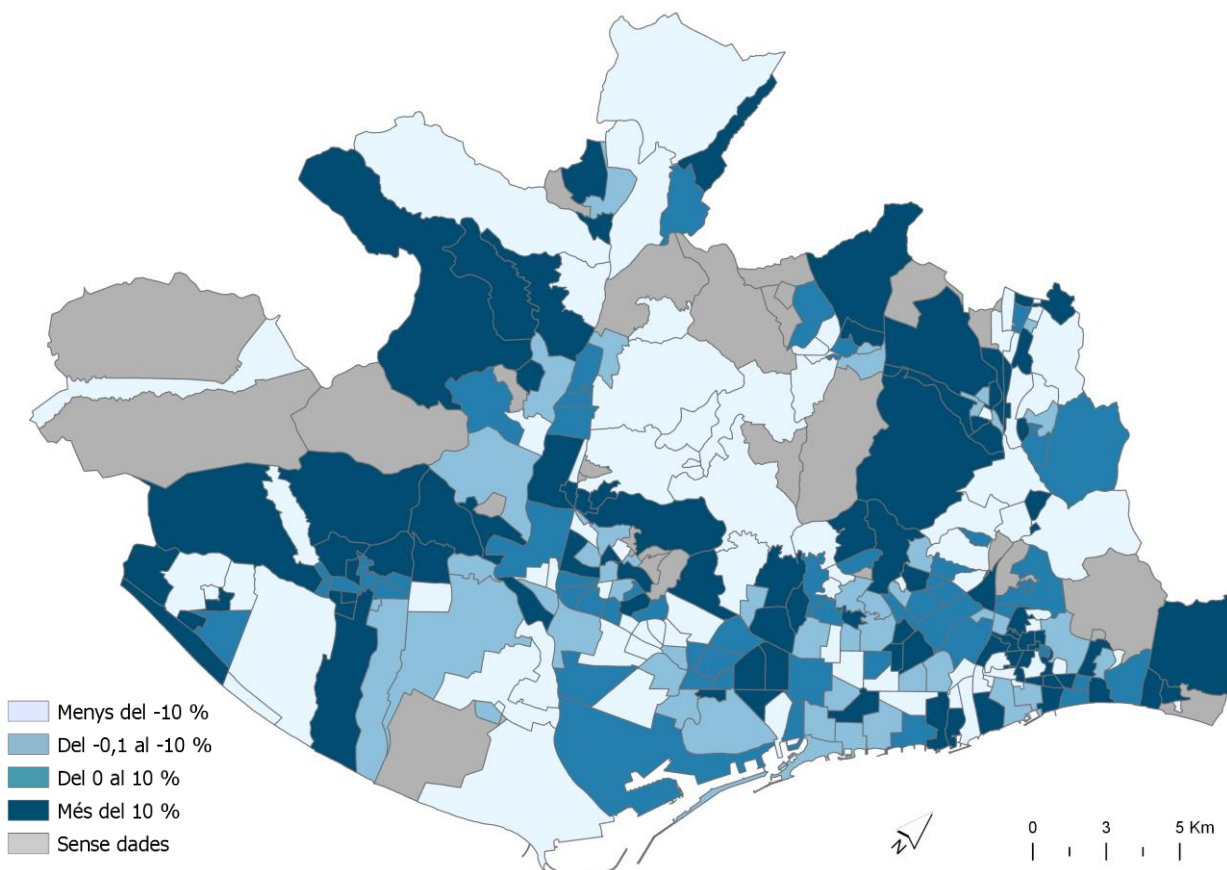 Menys del -10 %
Del -0,1 al -10 %
Del 0 al 10 %
Més del 10 %
Sense dades
N
0 3 5 Km